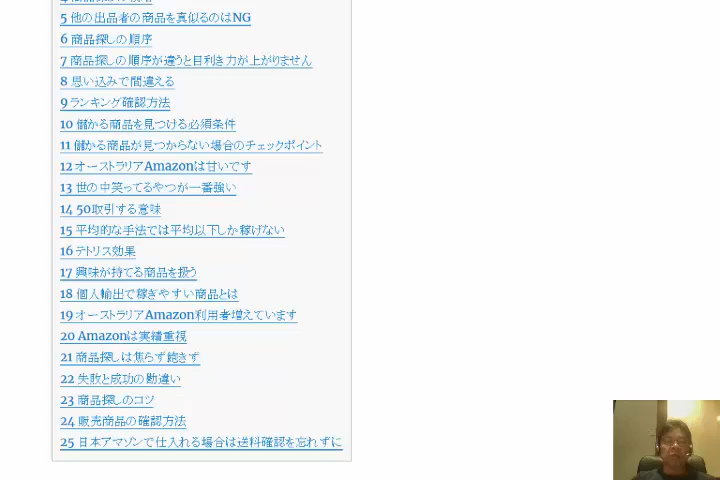 5 他の出品者の商品を真似るのはNG
6 商品探しの順序
7 商品探しの順序が違うと目利き力が上がりません
8 思い込みで間違える
9 ランキング確認方法
10 儲かる商品を見つける必須条件
11 儲かる商品が見つからない場合のチェックポイント
12 オーストラリアAmazonは甘いです
13 世の中笑ってるやつが一番強い
14 50取引する意味
15 平均的な手法では平均以下しか稼げない
16 テトリス効果
17 興味が持てる商品を扱う
18 個人輸出で稼ぎやすい商品とは
19 オーストラリアAmazon利用者増えています
20 Amazonは実績重視
21 商品探しは焦らず飽きず
22 失敗と成功の勘違い
23 商品探しのコツ
24 販売商品の確認方法
25 日本アマゾンで仕入れる場合は送料確認を忘れずに